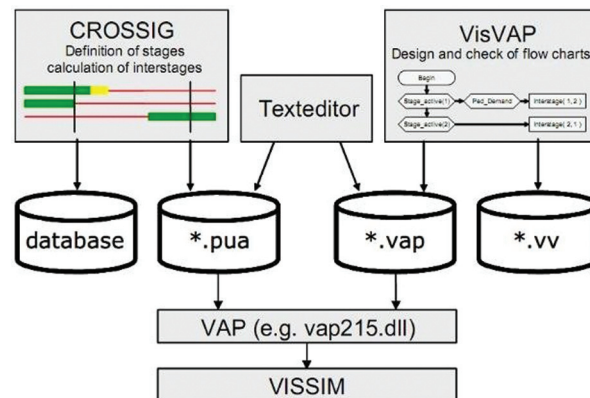 CROSSIG
Definition of stages
calculation of interstages
Texteditor
VisVAP
Design and check of flow charts
Begin
Stage_active(1)
Ped_Demand
Interstage( 1, 2 )
Stage_active(2)
Interstage( 2, 1 )
database
*.pua
*.vap
*.vv
VAP (e.g. vap215.dll)
VISSIM